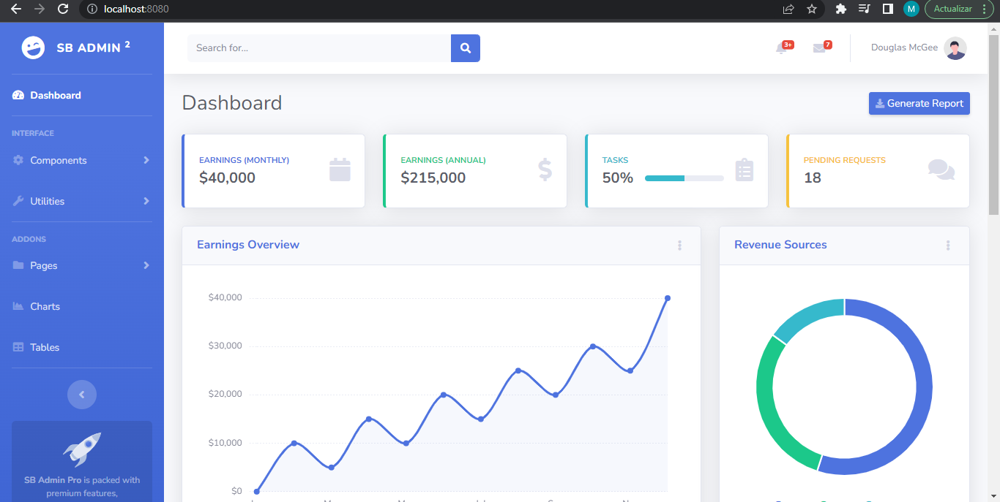 localhost:8080
M
Actualizar
SB ADMIN 2
Search for...
3+
7
Douglas McGee
Dashboard
INTERFACE
Components
Utilities
ADDONS
Pages
Charts
Tables
SB Admin Pro is packed with
premium features,
Dashboard
Generate Report
EARNINGS (MONTHLY)
$40,000
EARNINGS (ANNUAL)
$215,000
TASKS
50%
PENDING REQUESTS
18
Earnings Overview
$40,000
$30,000
$20,000
$10,000
$0
Revenue Sources